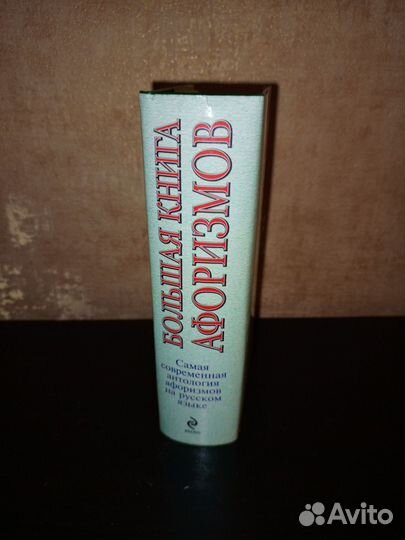 БОЛЬШАЯ КНИГА
АФОРИЗМОВ
Самая
современная
антология
афоризмов
на русском
языке
Avito